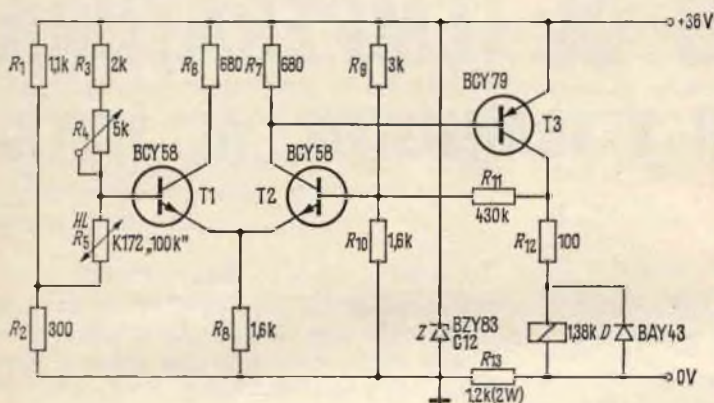 +36V
R1 1,1k
R3 2k
R6 680
R7 680
R9 3k
BCY79
T3
R4 5k
BCY58
T1
BCY58
T2
R11
430k
HL
R5 K172 „100k"
R10 1,6k
R12 100
R2 300
R8 1,6k
Z BZY83
C12
1,38k D BAY43
R13
1,2k(2W)
0V